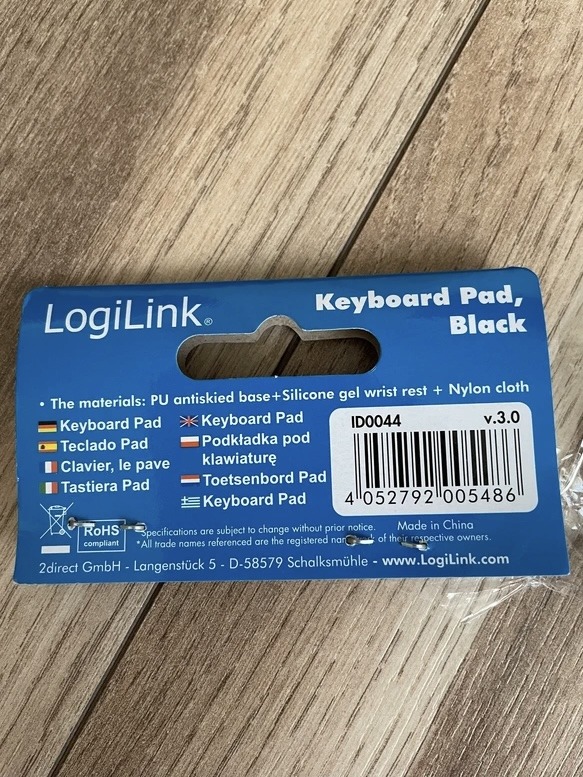 LogiLink®
Keyboard Pad,
Black
• The materials: PU antiskied base+Silicone gel wrist rest + Nylon cloth
Keyboard Pad
Teclado Pad
Clavier, le pave
Tastiera Pad
Keyboard Pad
Podkładka pod
klawiaturę
Toetsenbord Pad
Keyboard Pad
ID0044 v.3.0
4 052792 005486
RoHS
compliant
*Specifications are subject to change without prior notice. Made in China
*All trade names referenced are the registered of their respective owners.
2direct GmbH - Langenstück 5 - D-58579 Schalksmühle - www.LogiLink.com